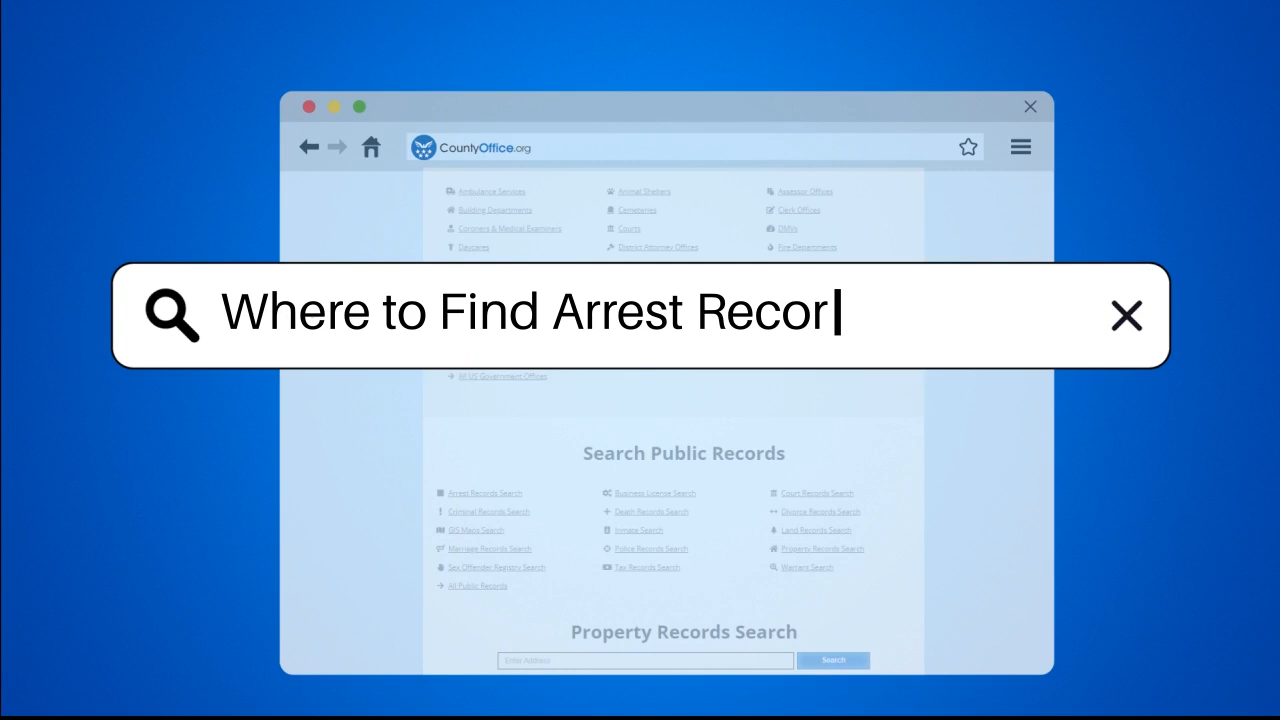 CountyOffice.org
Ambulance Services Animal Shelters Assessor Offices
Building Departments Cemeteries Clerk Offices
Coroners & Medical Examiners Courts DMVs
Daycares District Attorney Offices Fire Departments
Where to Find Arrest Recor
All US Government Offices
Search Public Records
Arrest Records Search Business License Search Court Records Search
Criminal Records Search Death Records Search Divorce Records Search
GIS Maps Search Inmate Search Land Records Search
Marriage Records Search Police Records Search Property Records Search
Sex Offender Registry Search Tax Records Search Warrant Search
All Public Records
Property Records Search
Enter Address Search